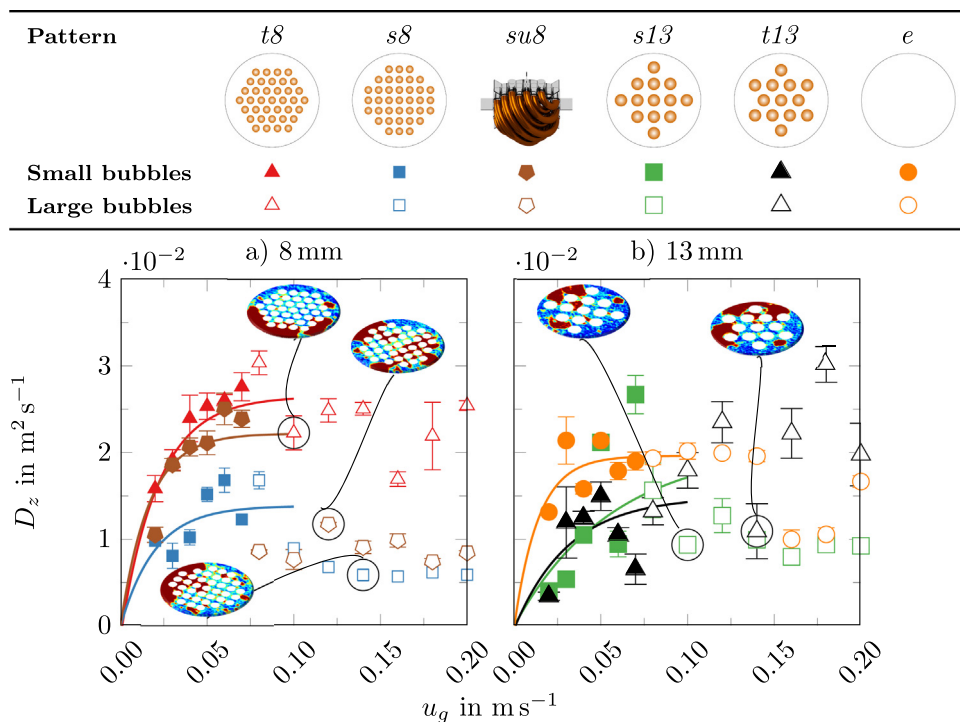 Pattern t8 s8 su8 s13 t13 e
Small bubbles
Large bubbles
·10⁻² a) 8 mm
·10⁻² b) 13 mm
4
3
2
1
0
D_z in m² s⁻¹
0.00 0.05 0.10 0.15 0.20
0.00 0.05 0.10 0.15 0.20
u_g in m s⁻¹